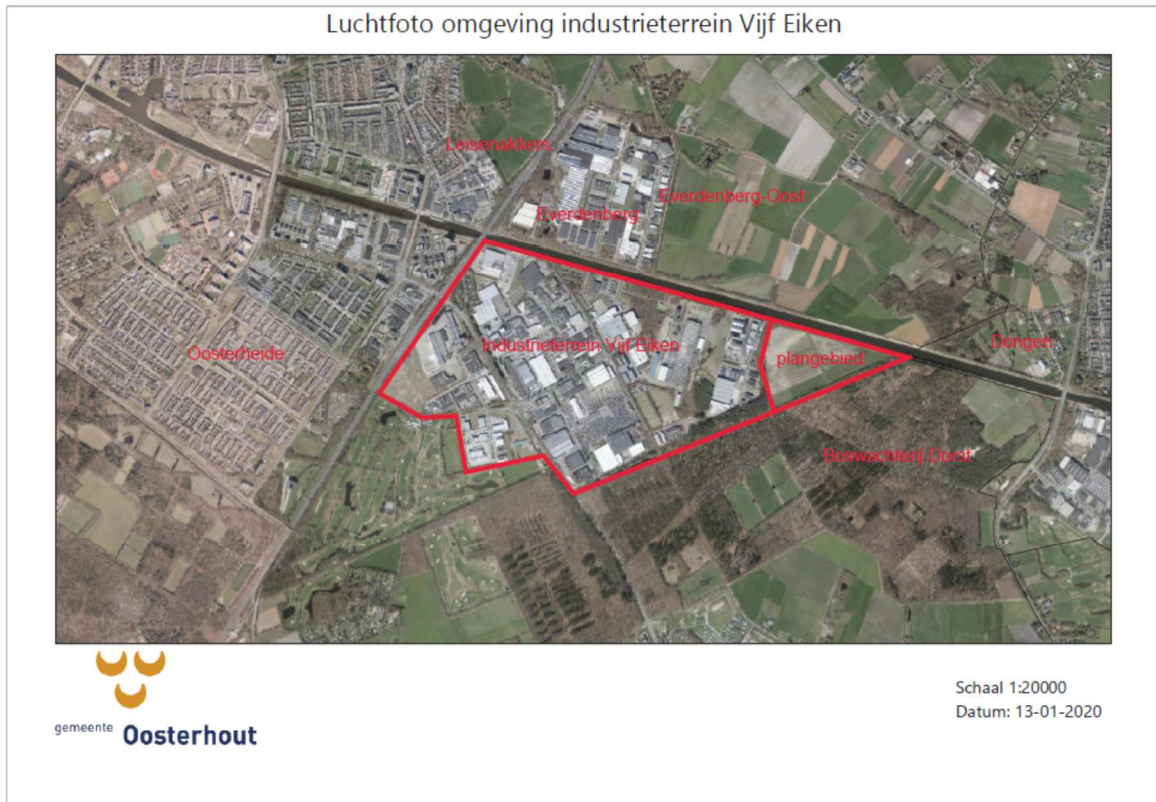 Luchtfoto omgeving industrieterrein Vijf Eiken
Leisenakkers
Everdenberg-Oost
Everdenberg
Oosterheide
Industrieterrein Vijf Eiken
plangebied
Dongen
Boswachterij Dorst
gemeente Oosterhout
Schaal 1:20000
Datum: 13-01-2020